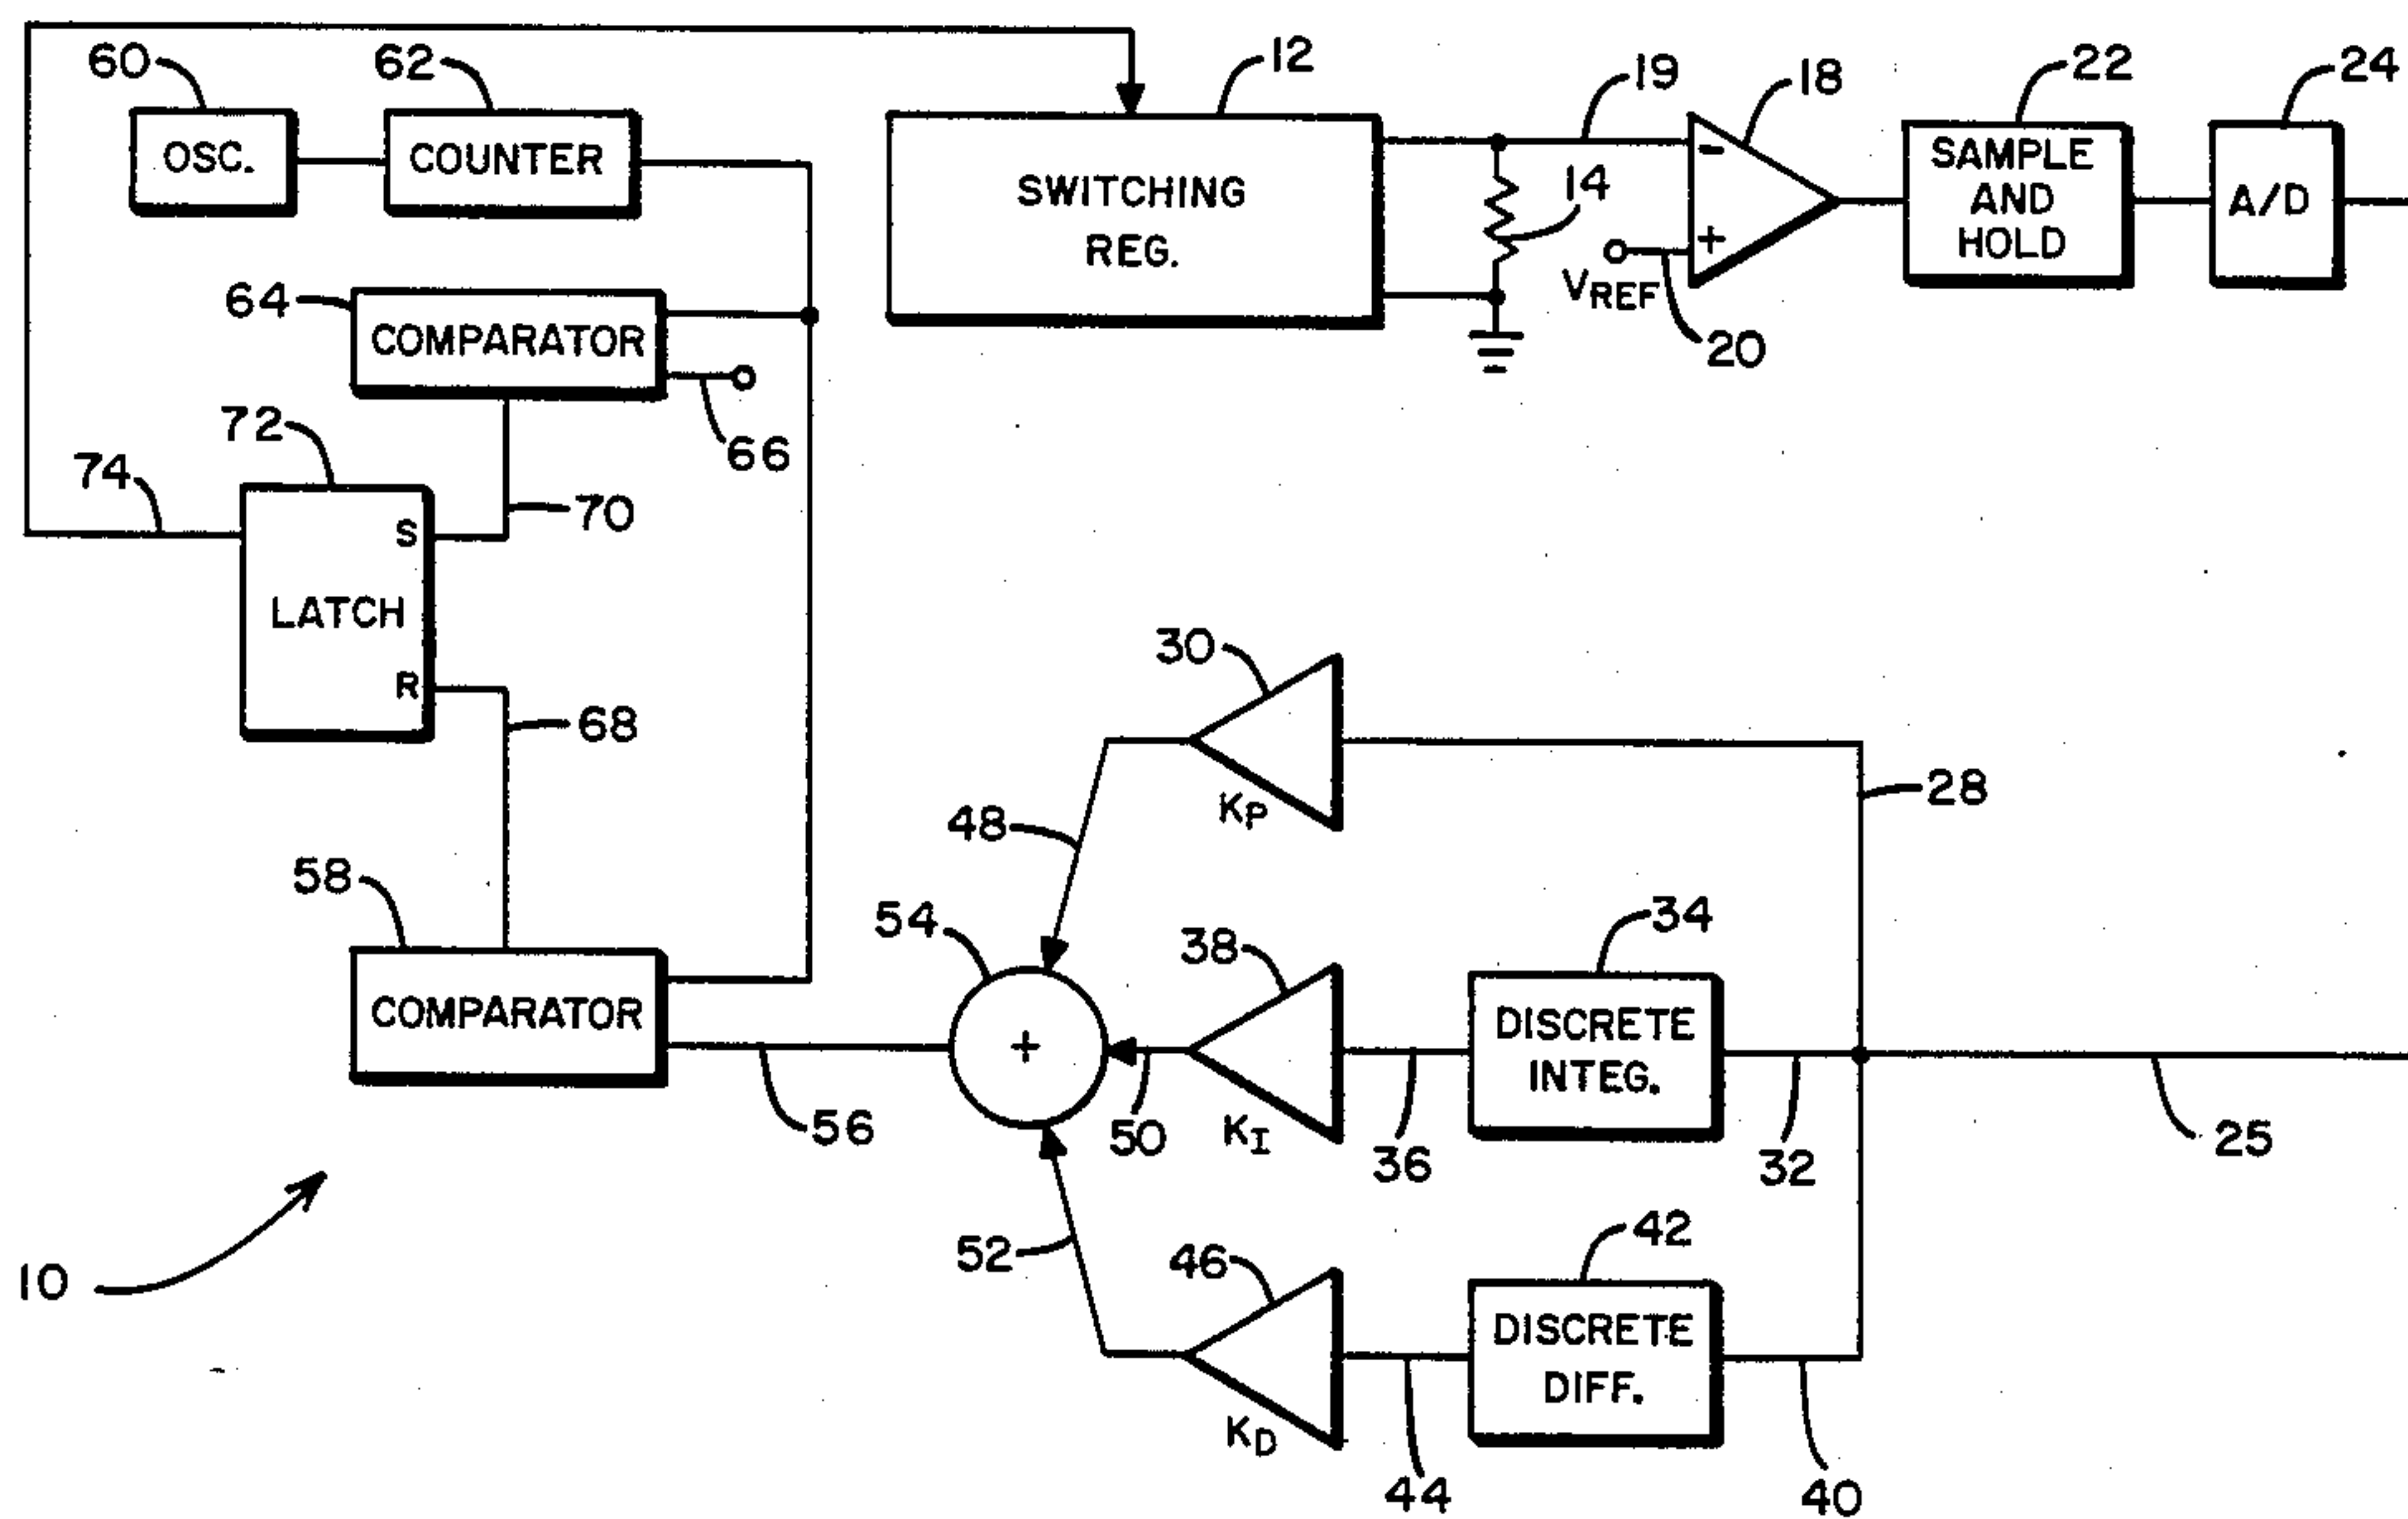 60
62
12
19
18
22
24
OSC.
COUNTER
SWITCHING
REG.
14
-
+
VREF
20
SAMPLE
AND
HOLD
A/D
64
COMPARATOR
66
72
74
70
S
LATCH
R
68
30
KP
28
48
58
COMPARATOR
54
+
38
KI
34
DISCRETE
INTEG.
56
50
36
32
25
10
52
46
KD
42
DISCRETE
DIFF.
44
40